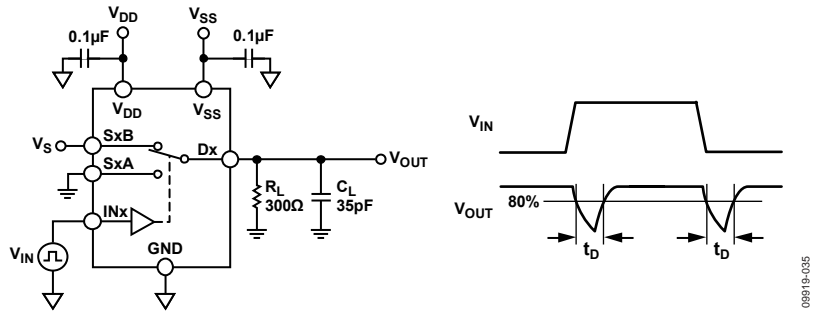 VDD
VSS
0.1µF
0.1µF
VDD
VSS
VS
SxB
Dx
VOUT
SxA
RL
300Ω
CL
35pF
INx
VIN
GND
VIN
VOUT
80%
tD
tD
09919-035